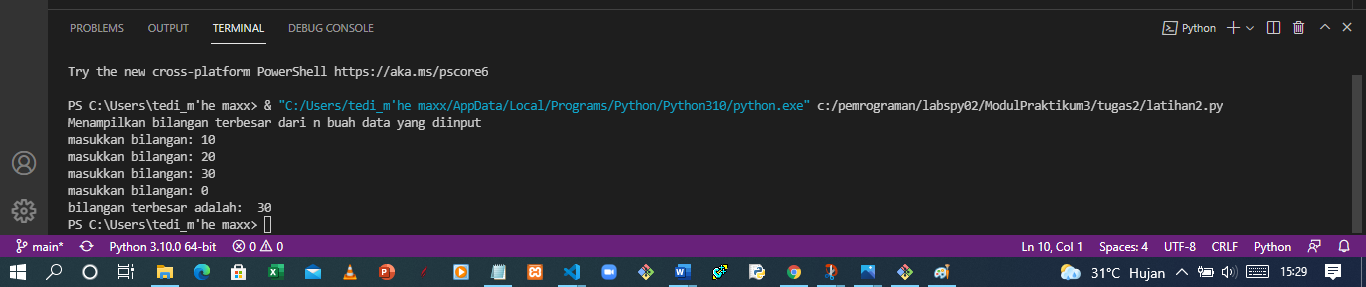 PROBLEMS OUTPUT TERMINAL DEBUG CONSOLE Python
Try the new cross-platform PowerShell https://aka.ms/pscore6
PS C:\Users\tedi_m'he maxx> & "C:/Users/tedi_m'he maxx/AppData/Local/Programs/Python/Python310/python.exe" c:/pemrograman/labspy02/ModulPraktikum3/tugas2/latihan2.py
Menampilkan bilangan terbesar dari n buah data yang diinput
masukkan bilangan: 10
masukkan bilangan: 20
masukkan bilangan: 30
masukkan bilangan: 0
bilangan terbesar adalah:  30
PS C:\Users\tedi_m'he maxx>
main* Python 3.10.0 64-bit 0 0 Ln 10, Col 1 Spaces: 4 UTF-8 CRLF Python
31°C Hujan 15:29